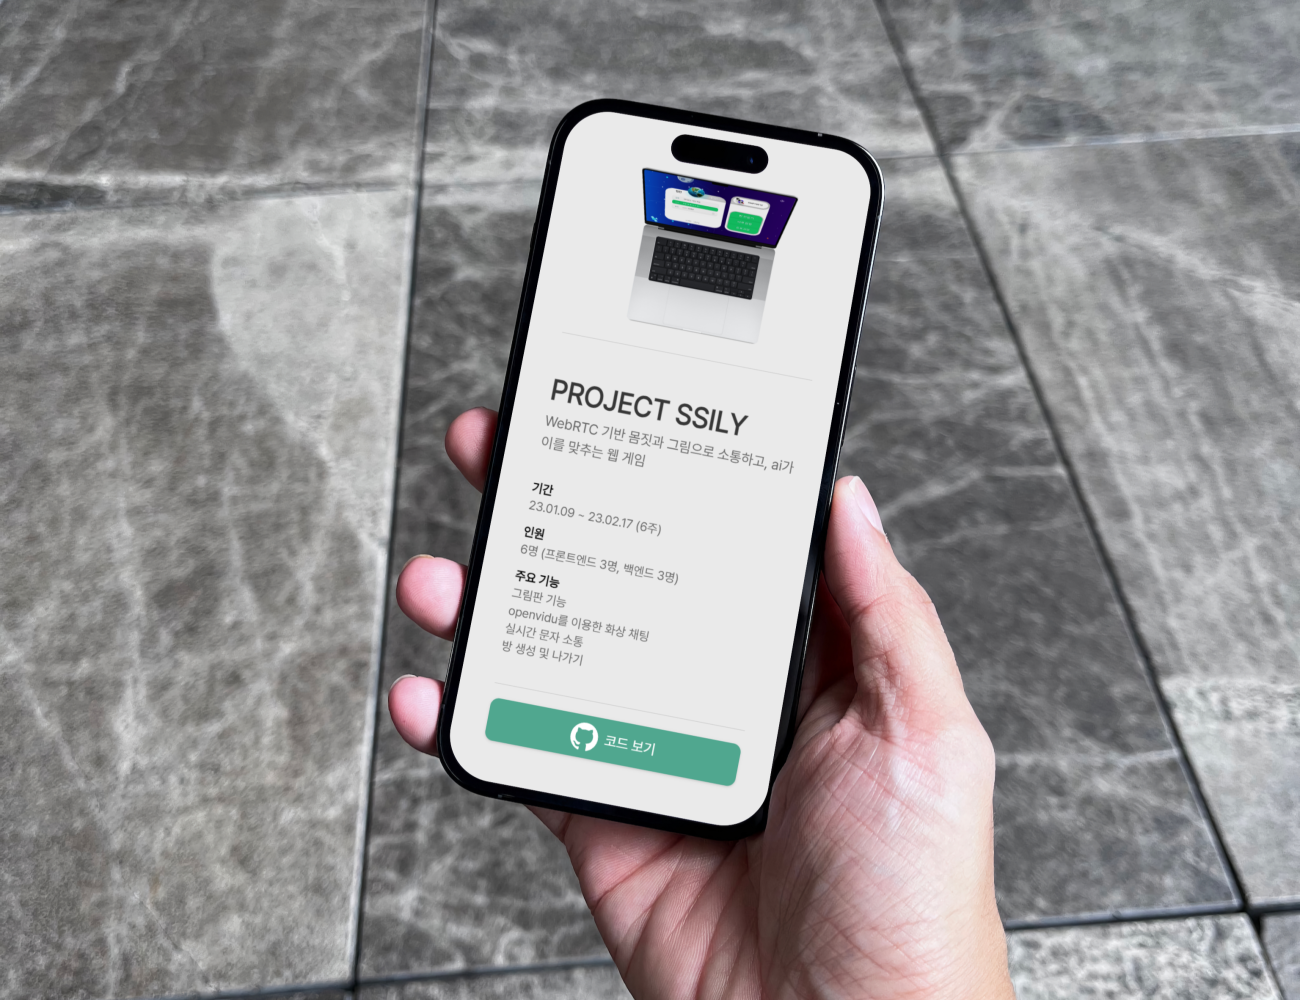 PROJECT SSILY
WebRTC 기반 몸짓과 그림으로 소통하고, ai가
이를 맞추는 웹 게임
기간
23.01.09 ~ 23.02.17 (6주)
인원
6명 (프론트엔드 3명, 백엔드 3명)
주요 기능
그림판 기능
openvidu를 이용한 화상 채팅
실시간 문자 소통
방 생성 및 나가기
코드 보기